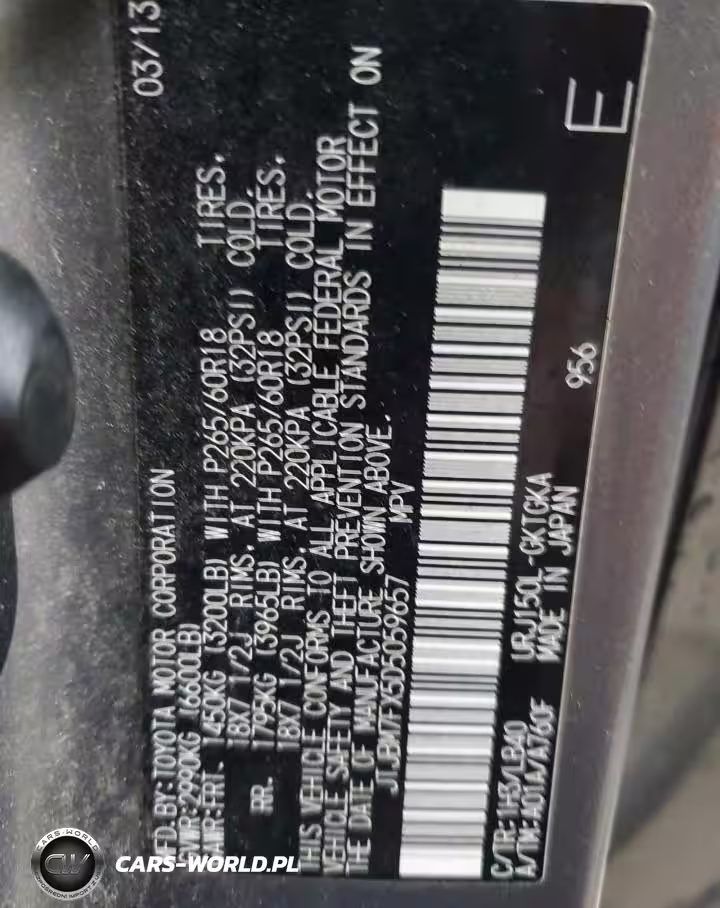 MFD.BY:TOYOTA MOTOR CORPORATION 03/13
GVWR:2990KG (6600LB)
GAWR:FRT. 1450KG (3200LB) WITH P265/60R18 TIRES.
18X7 1/2J RIMS. AT 220KPA (32PSI) COLD.
RR. 1795KG (3965LB) WITH P265/60R18 TIRES.
18X7 1/2J RIMS. AT 220KPA (32PSI) COLD.
THIS VEHICLE CONFORMS TO ALL APPLICABLE FEDERAL MOTOR
VEHICLE SAFETY AND THEFT PREVENTION STANDARDS IN EFFECT ON
THE DATE OF MANUFACTURE SHOWN ABOVE.
JTJBM7FX5D5059657 MPV
C/TR:1H3/LB40 URJ150L-GKTGKA
A/TM:A01A/A760F MADE IN JAPAN
956
E
CARS-WORLD
CW
CARS-WORLD.PL